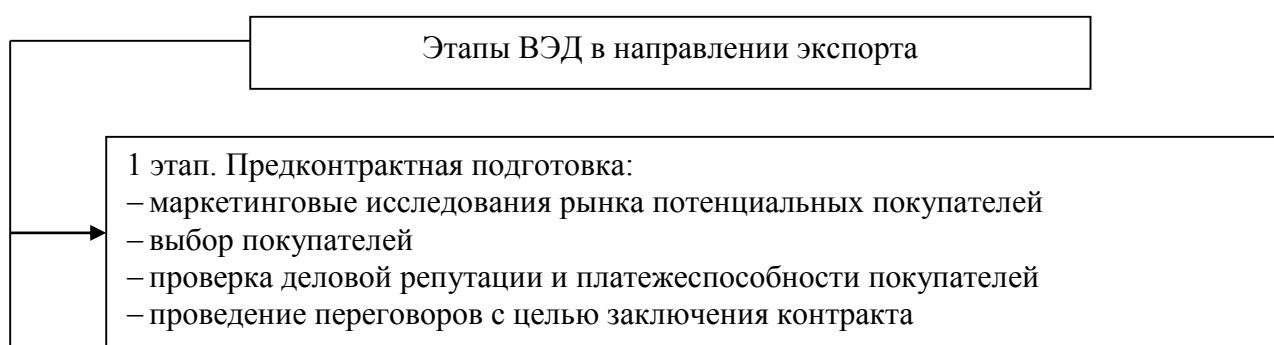 Этапы ВЭД в направлении экспорта
1 этап. Предконтрактная подготовка:
– маркетинговые исследования рынка потенциальных покупателей
– выбор покупателей
– проверка деловой репутации и платежеспособности покупателей
– проведение переговоров с целью заключения контракта